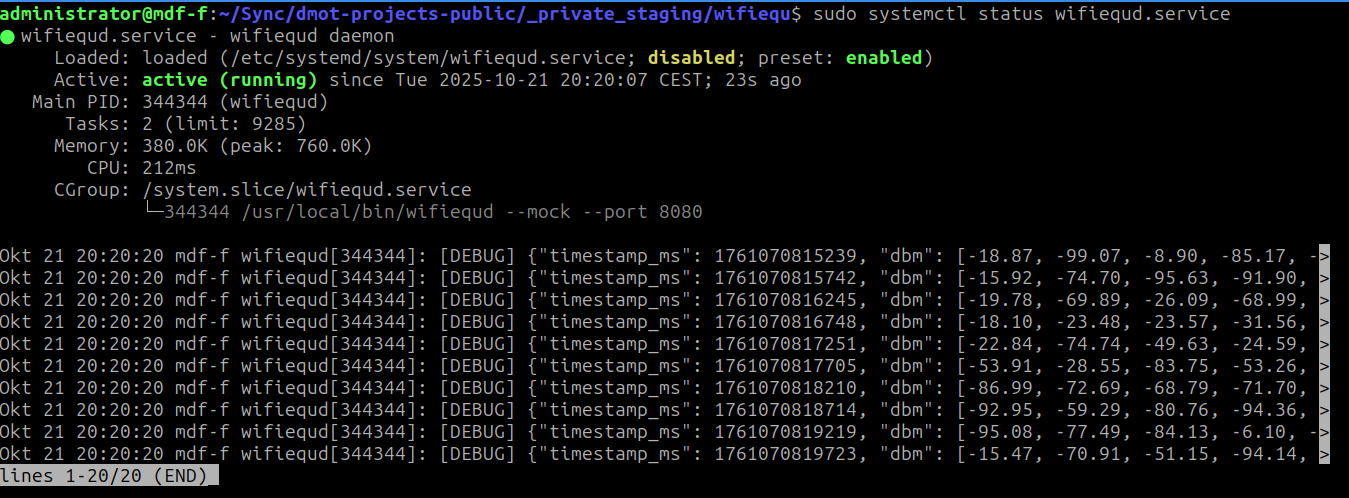 administrator@mdf-f:~/Sync/dmot-projects-public/_private_staging/wifiequ$ sudo systemctl status wifiequd.service
● wifiequd.service - wifiequd daemon
     Loaded: loaded (/etc/systemd/system/wifiequd.service; disabled; preset: enabled)
     Active: active (running) since Tue 2025-10-21 20:20:07 CEST; 23s ago
   Main PID: 344344 (wifiequd)
      Tasks: 2 (limit: 9285)
     Memory: 380.0K (peak: 760.0K)
        CPU: 212ms
     CGroup: /system.slice/wifiequd.service
             └─344344 /usr/local/bin/wifiequd --mock --port 8080

Okt 21 20:20:20 mdf-f wifiequd[344344]: [DEBUG] {"timestamp_ms": 1761070815239, "dbm": [-18.87, -99.07, -8.90, -85.17, ->
Okt 21 20:20:20 mdf-f wifiequd[344344]: [DEBUG] {"timestamp_ms": 1761070815742, "dbm": [-15.92, -74.70, -95.63, -91.90, >
Okt 21 20:20:20 mdf-f wifiequd[344344]: [DEBUG] {"timestamp_ms": 1761070816245, "dbm": [-19.78, -69.89, -26.09, -68.99, >
Okt 21 20:20:20 mdf-f wifiequd[344344]: [DEBUG] {"timestamp_ms": 1761070816748, "dbm": [-18.10, -23.48, -23.57, -31.56, >
Okt 21 20:20:20 mdf-f wifiequd[344344]: [DEBUG] {"timestamp_ms": 1761070817251, "dbm": [-22.84, -74.74, -49.63, -24.59, >
Okt 21 20:20:20 mdf-f wifiequd[344344]: [DEBUG] {"timestamp_ms": 1761070817705, "dbm": [-53.91, -28.55, -83.75, -53.26, >
Okt 21 20:20:20 mdf-f wifiequd[344344]: [DEBUG] {"timestamp_ms": 1761070818210, "dbm": [-86.99, -72.69, -68.79, -71.70, >
Okt 21 20:20:20 mdf-f wifiequd[344344]: [DEBUG] {"timestamp_ms": 1761070818714, "dbm": [-92.95, -59.29, -80.76, -94.36, >
Okt 21 20:20:20 mdf-f wifiequd[344344]: [DEBUG] {"timestamp_ms": 1761070819219, "dbm": [-95.08, -77.49, -84.13, -6.10, ->
Okt 21 20:20:20 mdf-f wifiequd[344344]: [DEBUG] {"timestamp_ms": 1761070819723, "dbm": [-15.47, -70.91, -51.15, -94.14, >
lines 1-20/20 (END)